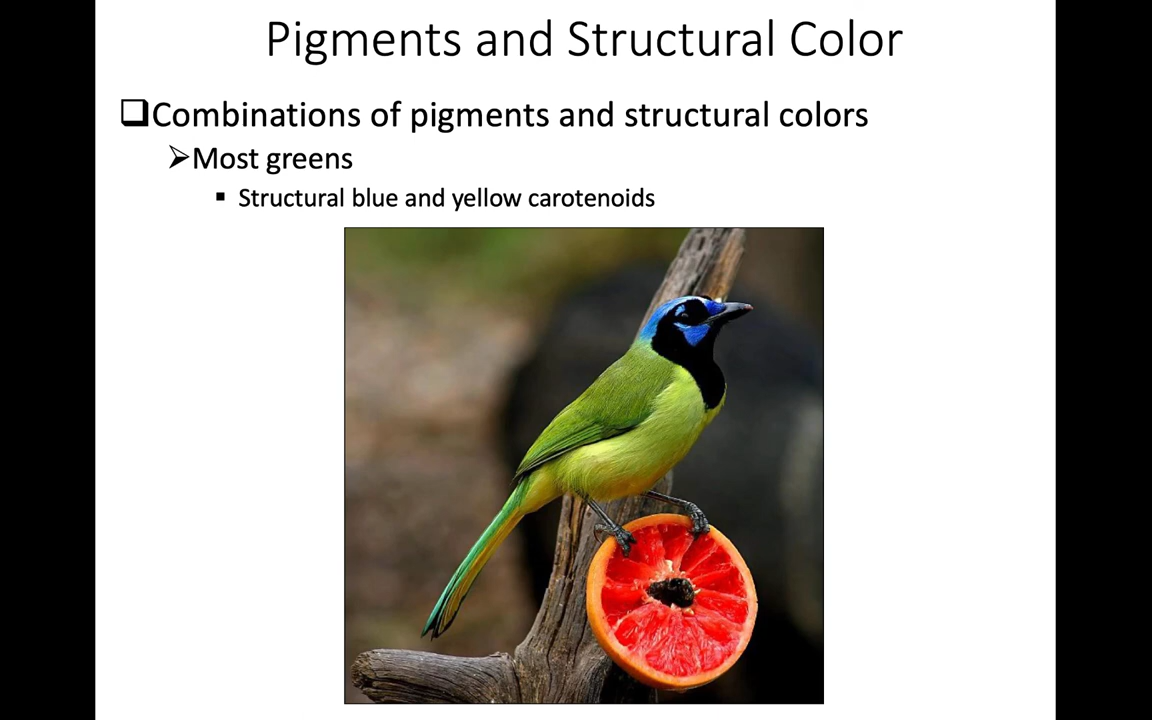 Pigments and Structural Color
Combinations of pigments and structural colors
Most greens
Structural blue and yellow carotenoids